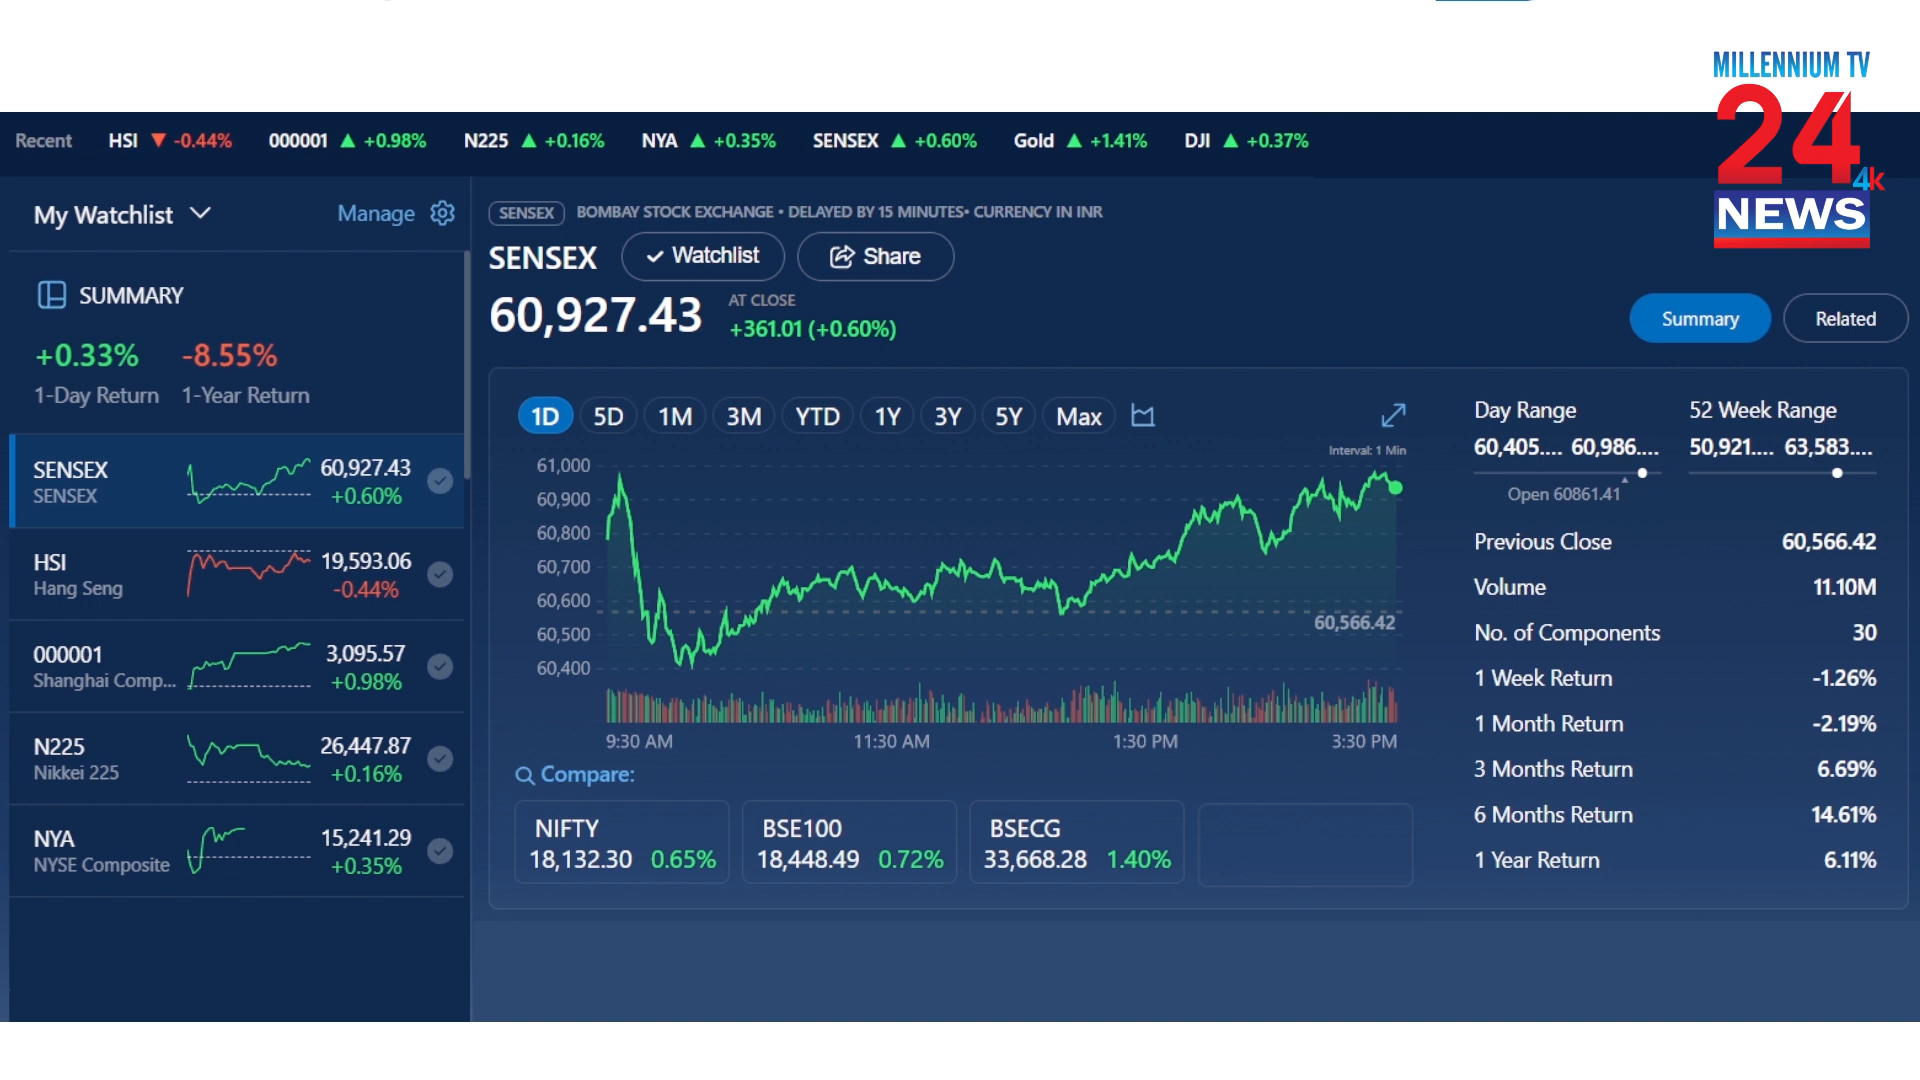 MILLENNIUM TV
24
4k
NEWS
Recent HSI ▼ -0.44% 000001 ▲ +0.98% N225 ▲ +0.16% NYA ▲ +0.35% SENSEX ▲ +0.60% Gold ▲ +1.41% DJI ▲ +0.37%
My Watchlist Manage
SUMMARY
+0.33% -8.55%
1-Day Return 1-Year Return
SENSEX 60,927.43
SENSEX +0.60%
HSI 19,593.06
Hang Seng -0.44%
000001 3,095.57
Shanghai Comp... +0.98%
N225 26,447.87
Nikkei 225 +0.16%
NYA 15,241.29
NYSE Composite +0.35%
SENSEX BOMBAY STOCK EXCHANGE • DELAYED BY 15 MINUTES• CURRENCY IN INR
SENSEX Watchlist Share
60,927.43 AT CLOSE
+361.01 (+0.60%)
Summary Related
1D 5D 1M 3M YTD 1Y 3Y 5Y Max
Interval: 1 Min
61,000
60,900
60,800
60,700
60,600
60,500
60,400
60,566.42
9:30 AM 11:30 AM 1:30 PM 3:30 PM
Compare:
NIFTY BSE100 BSECG
18,132.30 0.65% 18,448.49 0.72% 33,668.28 1.40%
Day Range 52 Week Range
60,405.... 60,986.... 50,921.... 63,583....
Open 60861.41
Previous Close 60,566.42
Volume 11.10M
No. of Components 30
1 Week Return -1.26%
1 Month Return -2.19%
3 Months Return 6.69%
6 Months Return 14.61%
1 Year Return 6.11%